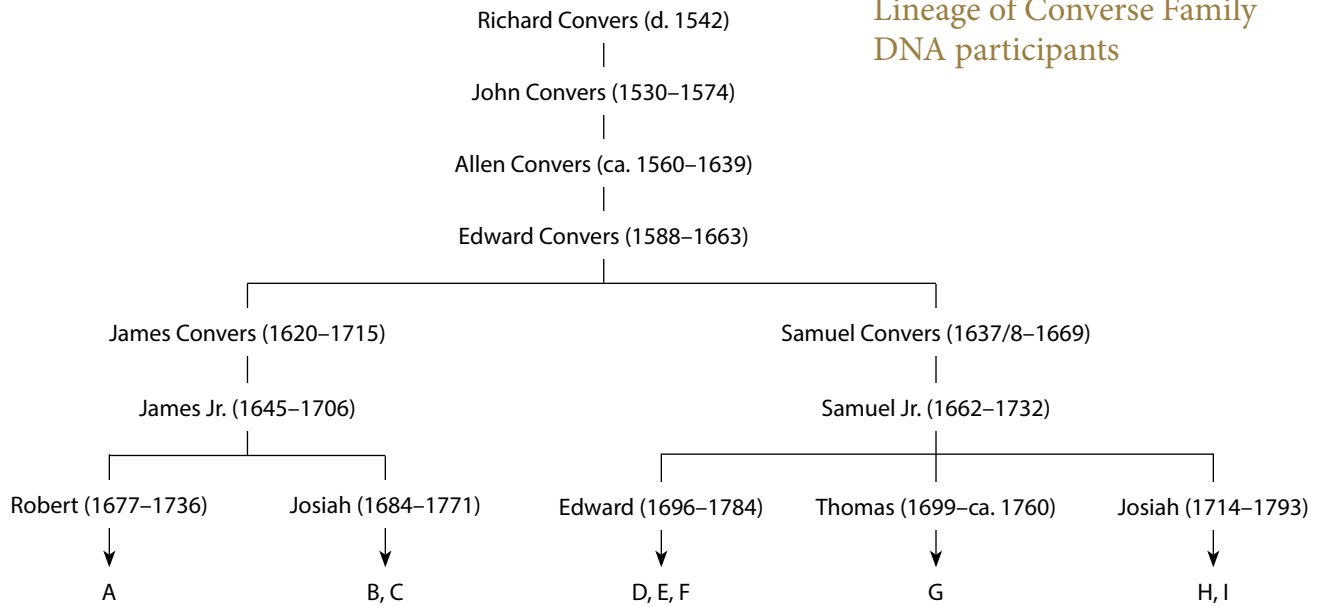 Lineage of Converse Family
DNA participants
Richard Convers (d. 1542)
John Convers (1530–1574)
Allen Convers (ca. 1560–1639)
Edward Convers (1588–1663)
James Convers (1620–1715)
Samuel Convers (1637/8–1669)
James Jr. (1645–1706)
Samuel Jr. (1662–1732)
Robert (1677–1736)
Josiah (1684–1771)
Edward (1696–1784)
Thomas (1699–ca. 1760)
Josiah (1714–1793)
A
B, C
D, E, F
G
H, I